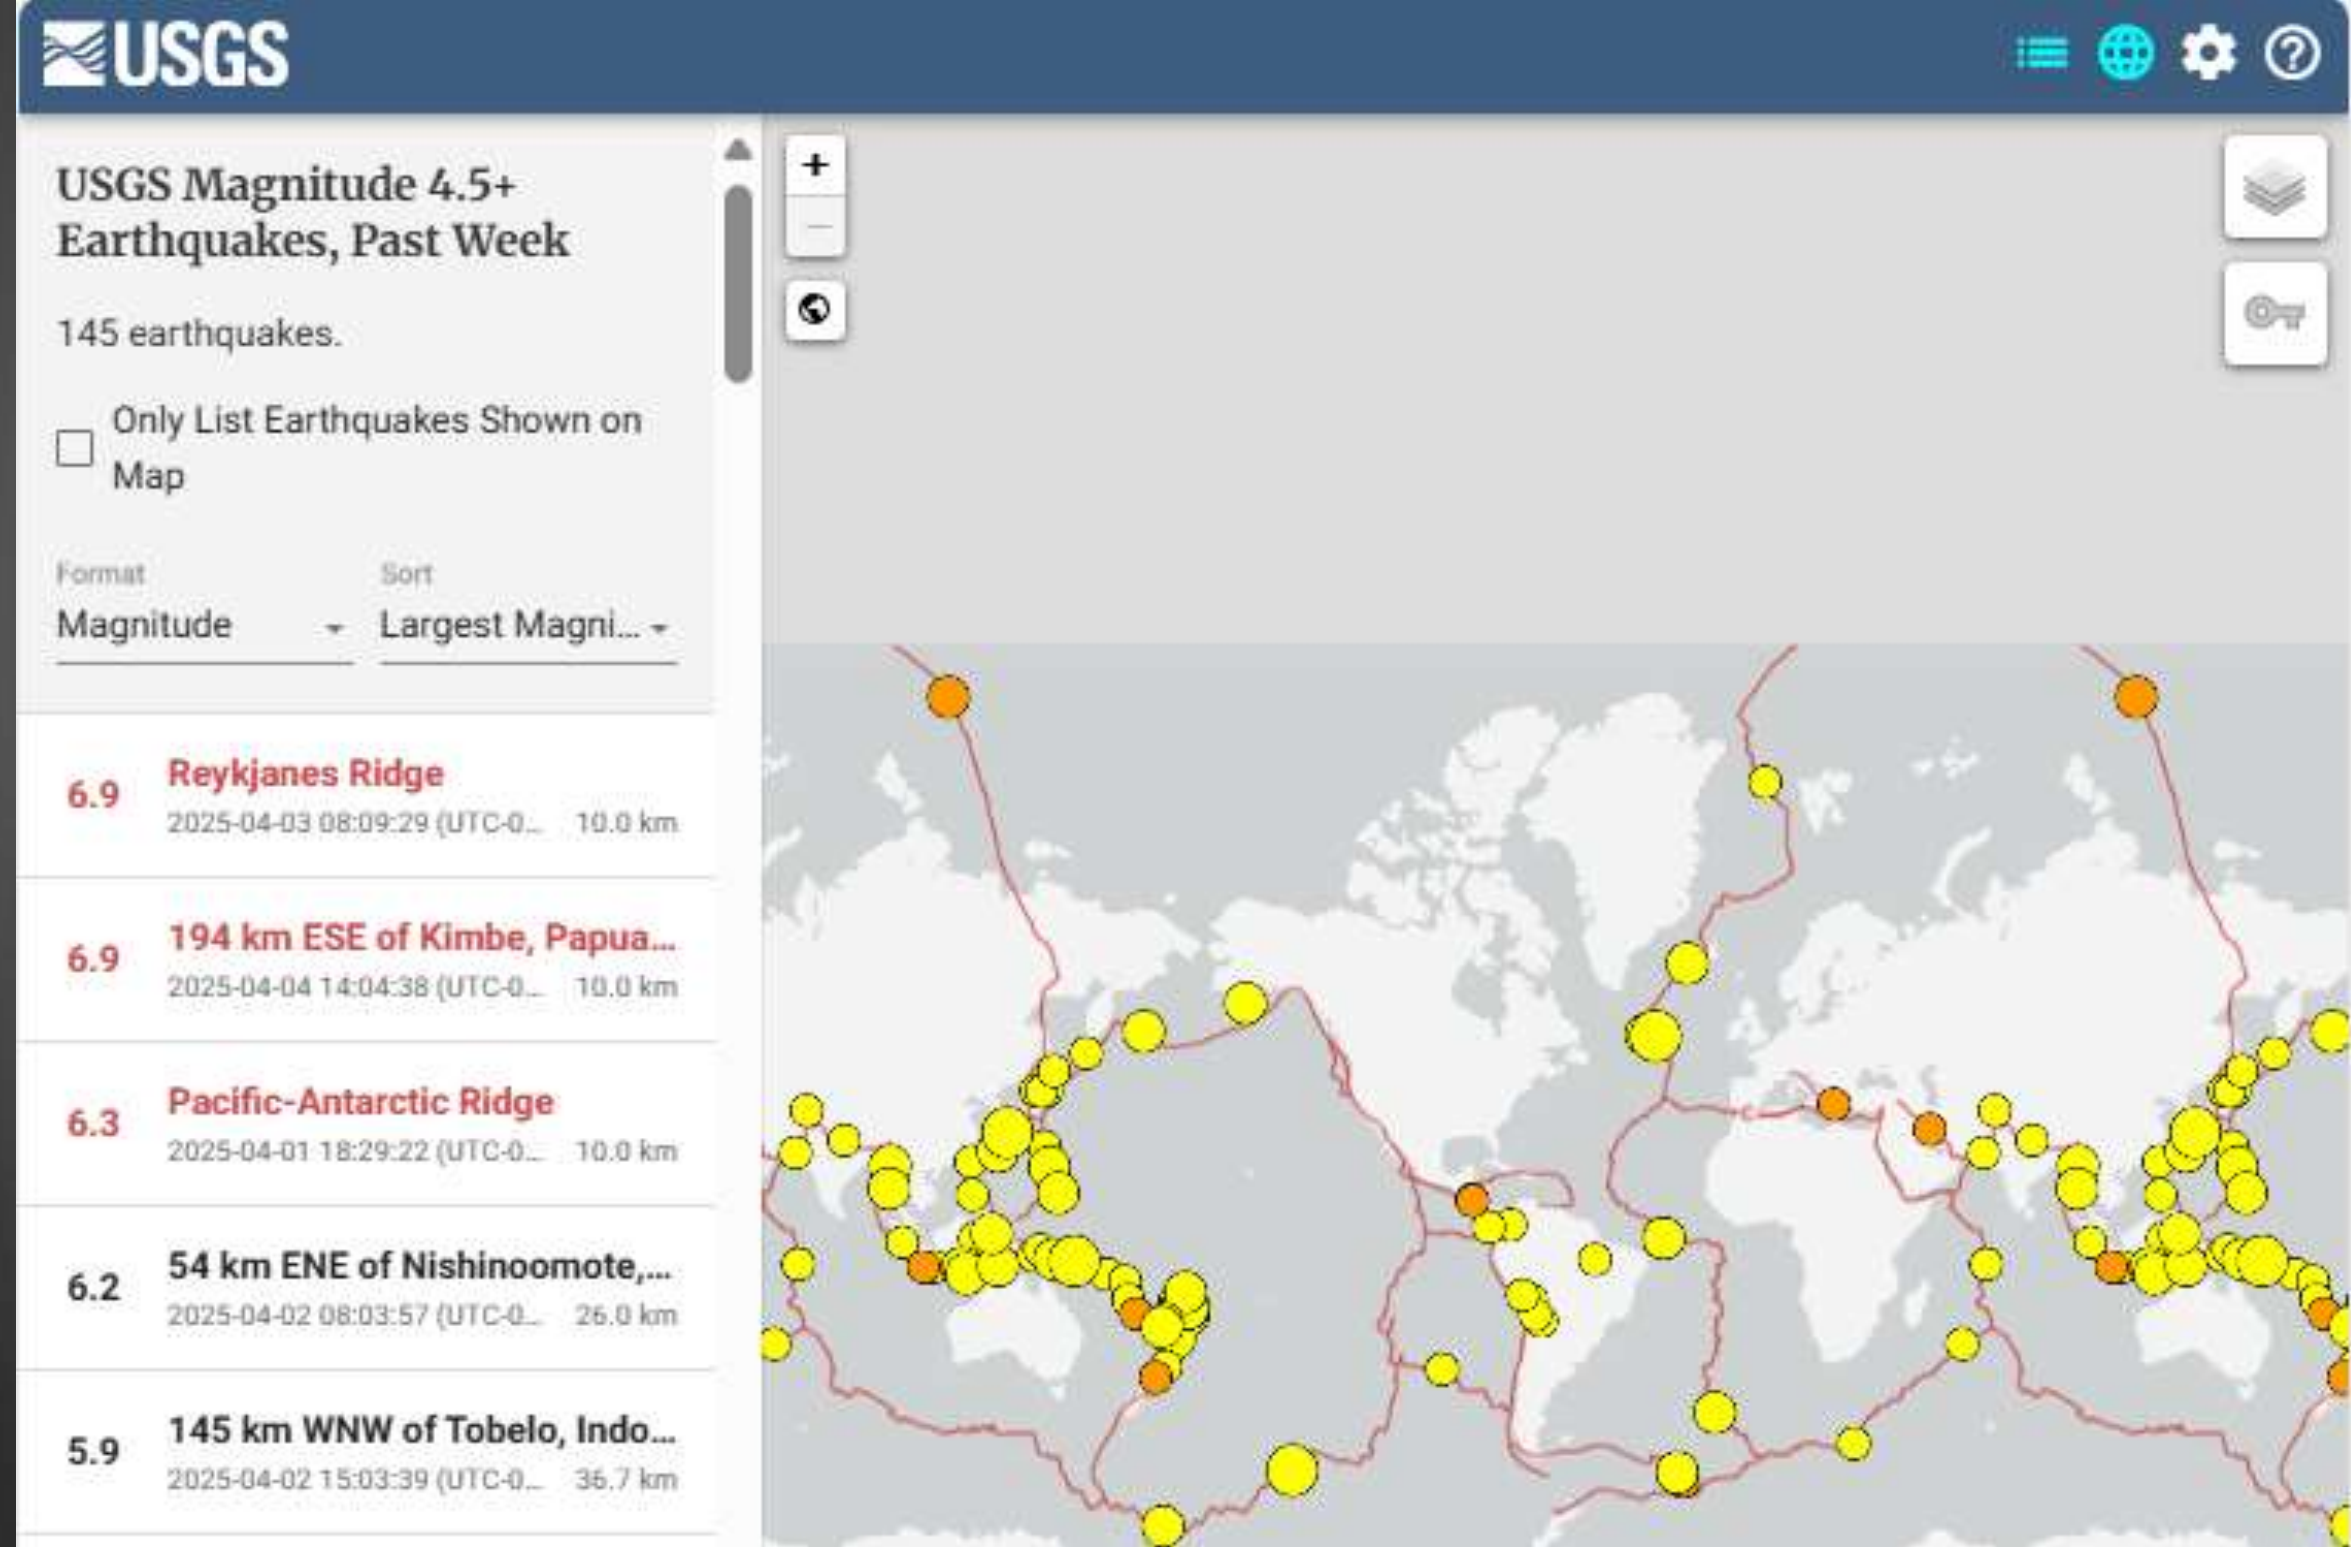 USGS
USGS Magnitude 4.5+
Earthquakes, Past Week
145 earthquakes.
Only List Earthquakes Shown on
Map
Format
Sort
Magnitude
Largest Magni...
6.9
Reykjanes Ridge
2025-04-03 08:09:29 (UTC-0...
10.0 km
6.9
194 km ESE of Kimbe, Papua...
2025-04-04 14:04:38 (UTC-0...
10.0 km
6.3
Pacific-Antarctic Ridge
2025-04-01 18:29:22 (UTC-0...
10.0 km
6.2
54 km ENE of Nishinoomote,...
2025-04-02 08:03:57 (UTC-0...
26.0 km
5.9
145 km WNW of Tobelo, Indo...
2025-04-02 15:03:39 (UTC-0...
36.7 km